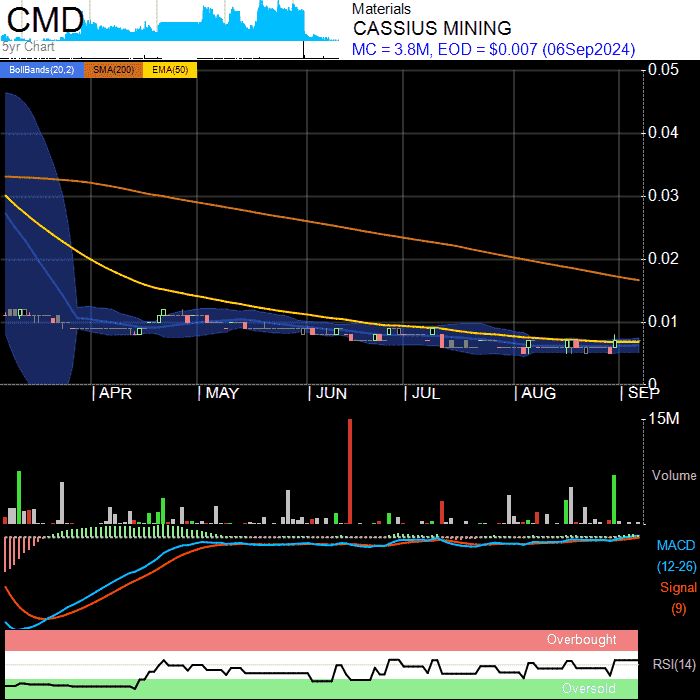 CMD
5yr Chart
Materials
CASSIUS MINING
MC = 3.8M, EOD = $0.007 (06Sep2024)
BollBands(20,2) SMA(200) EMA(50)
0.05
0.04
0.03
0.02
0.01
0
| APR | MAY | JUN | JUL | AUG | SEP
15M
Volume
MACD
(12-26)
Signal
(9)
Overbought
RSI(14)
Oversold